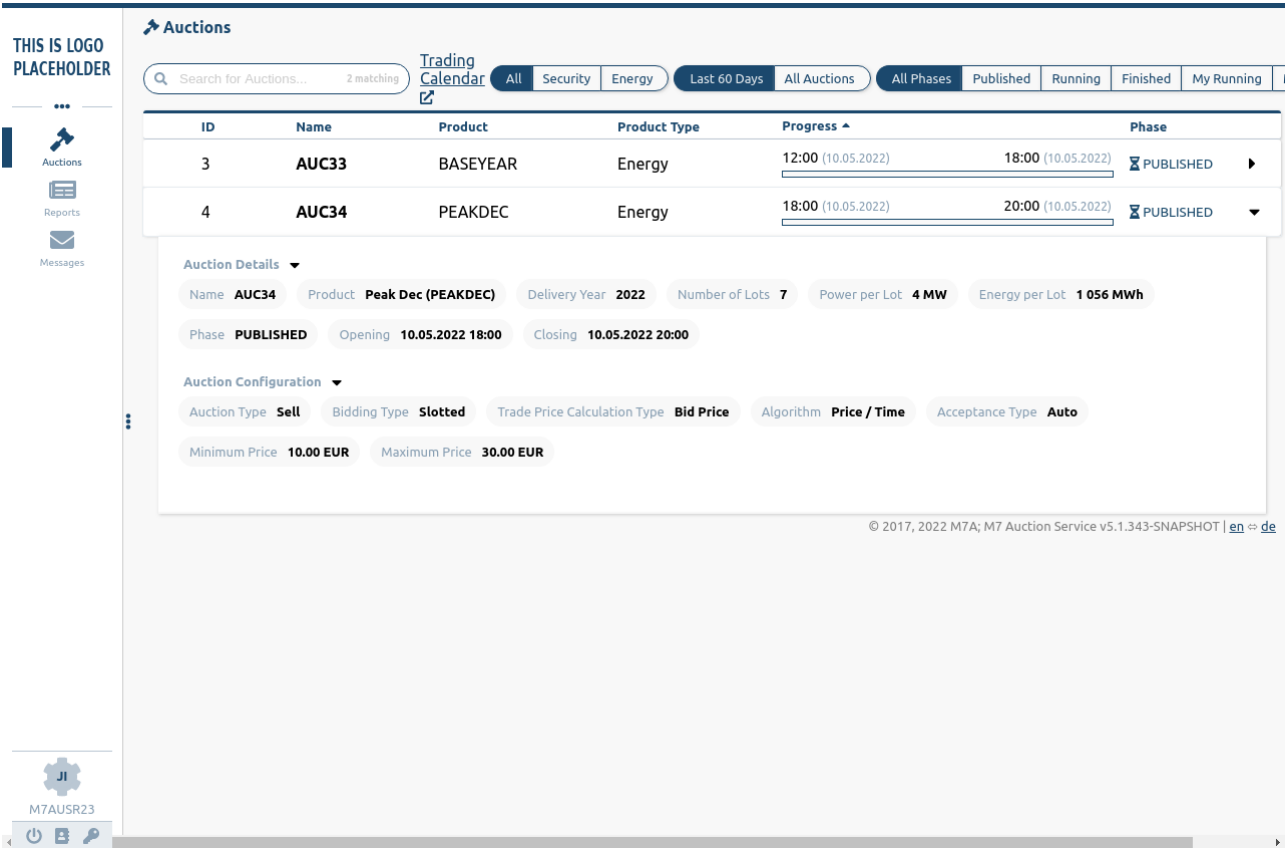 Auctions
THIS IS LOGO
PLACEHOLDER
Search for Auctions... 2 matching
Trading
Calendar
All Security Energy Last 60 Days All Auctions All Phases Published Running Finished My Running
ID Name Product Product Type Progress Phase
3 AUC33 BASEYEAR Energy 12:00 (10.05.2022) 18:00 (10.05.2022) PUBLISHED
4 AUC34 PEAKDEC Energy 18:00 (10.05.2022) 20:00 (10.05.2022) PUBLISHED
Auctions
Reports
Messages
Auction Details
Name AUC34 Product Peak Dec (PEAKDEC) Delivery Year 2022 Number of Lots 7 Power per Lot 4 MW Energy per Lot 1 056 MWh
Phase PUBLISHED Opening 10.05.2022 18:00 Closing 10.05.2022 20:00
Auction Configuration
Auction Type Sell Bidding Type Slotted Trade Price Calculation Type Bid Price Algorithm Price / Time Acceptance Type Auto
Minimum Price 10.00 EUR Maximum Price 30.00 EUR
© 2017, 2022 M7A; M7 Auction Service v5.1.343-SNAPSHOT | en ⇔ de
JI
M7AUSR23